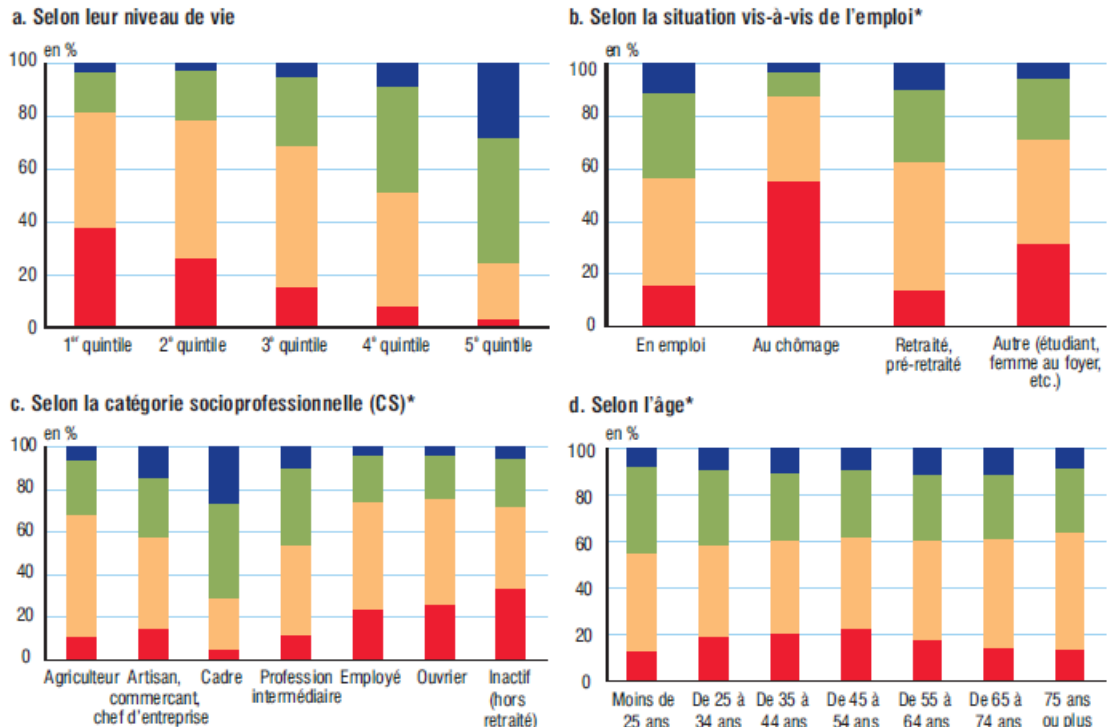 a. Selon leur niveau de vie
en %
100
80
60
40
20
0
1er quintile 2e quintile 3e quintile 4e quintile 5e quintile
b. Selon la situation vis-à-vis de l'emploi*
en %
100
80
60
40
20
0
En emploi Au chômage Retraité, Autre (étudiant,
pré-retraité femme au foyer,
etc.)
c. Selon la catégorie socioprofessionnelle (CS)*
en %
100
80
60
40
20
0
Agriculteur Artisan, Cadre Profession Employé Ouvrier Inactif
commercant, intermédiaire (hors
chef d'entreprise retraité)
d. Selon l'âge*
en %
100
80
60
40
20
0
Moins de De 25 à De 35 à De 45 à De 55 à De 65 à 75 ans
25 ans 34 ans 44 ans 54 ans 64 ans 74 ans ou plus